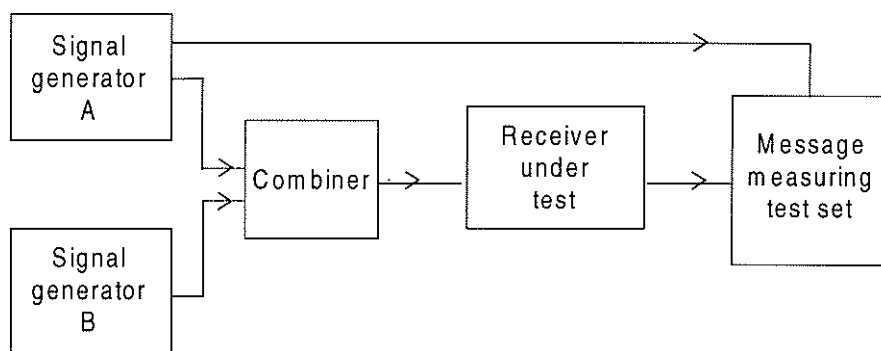 Signal
generator
A
Combiner
Receiver
under
test
Message
measuring
test set
Signal
generator
B